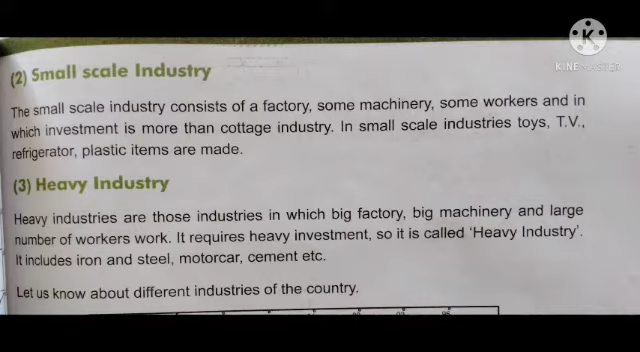 K
KINEMASTER
(2) Small scale Industry
The small scale industry consists of a factory, some machinery, some workers and in
which investment is more than cottage industry. In small scale industries toys, T.V.,
refrigerator, plastic items are made.
(3) Heavy Industry
Heavy industries are those industries in which big factory, big machinery and large
number of workers work. It requires heavy investment, so it is called 'Heavy Industry'.
It includes iron and steel, motorcar, cement etc.
Let us know about different industries of the country.